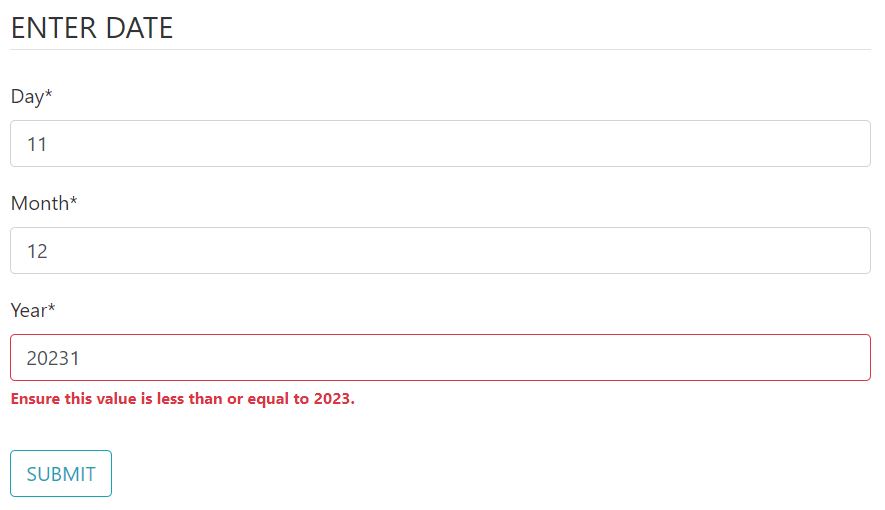 ENTER DATE
Day*
11
Month*
12
Year*
20231
Ensure this value is less than or equal to 2023.
SUBMIT